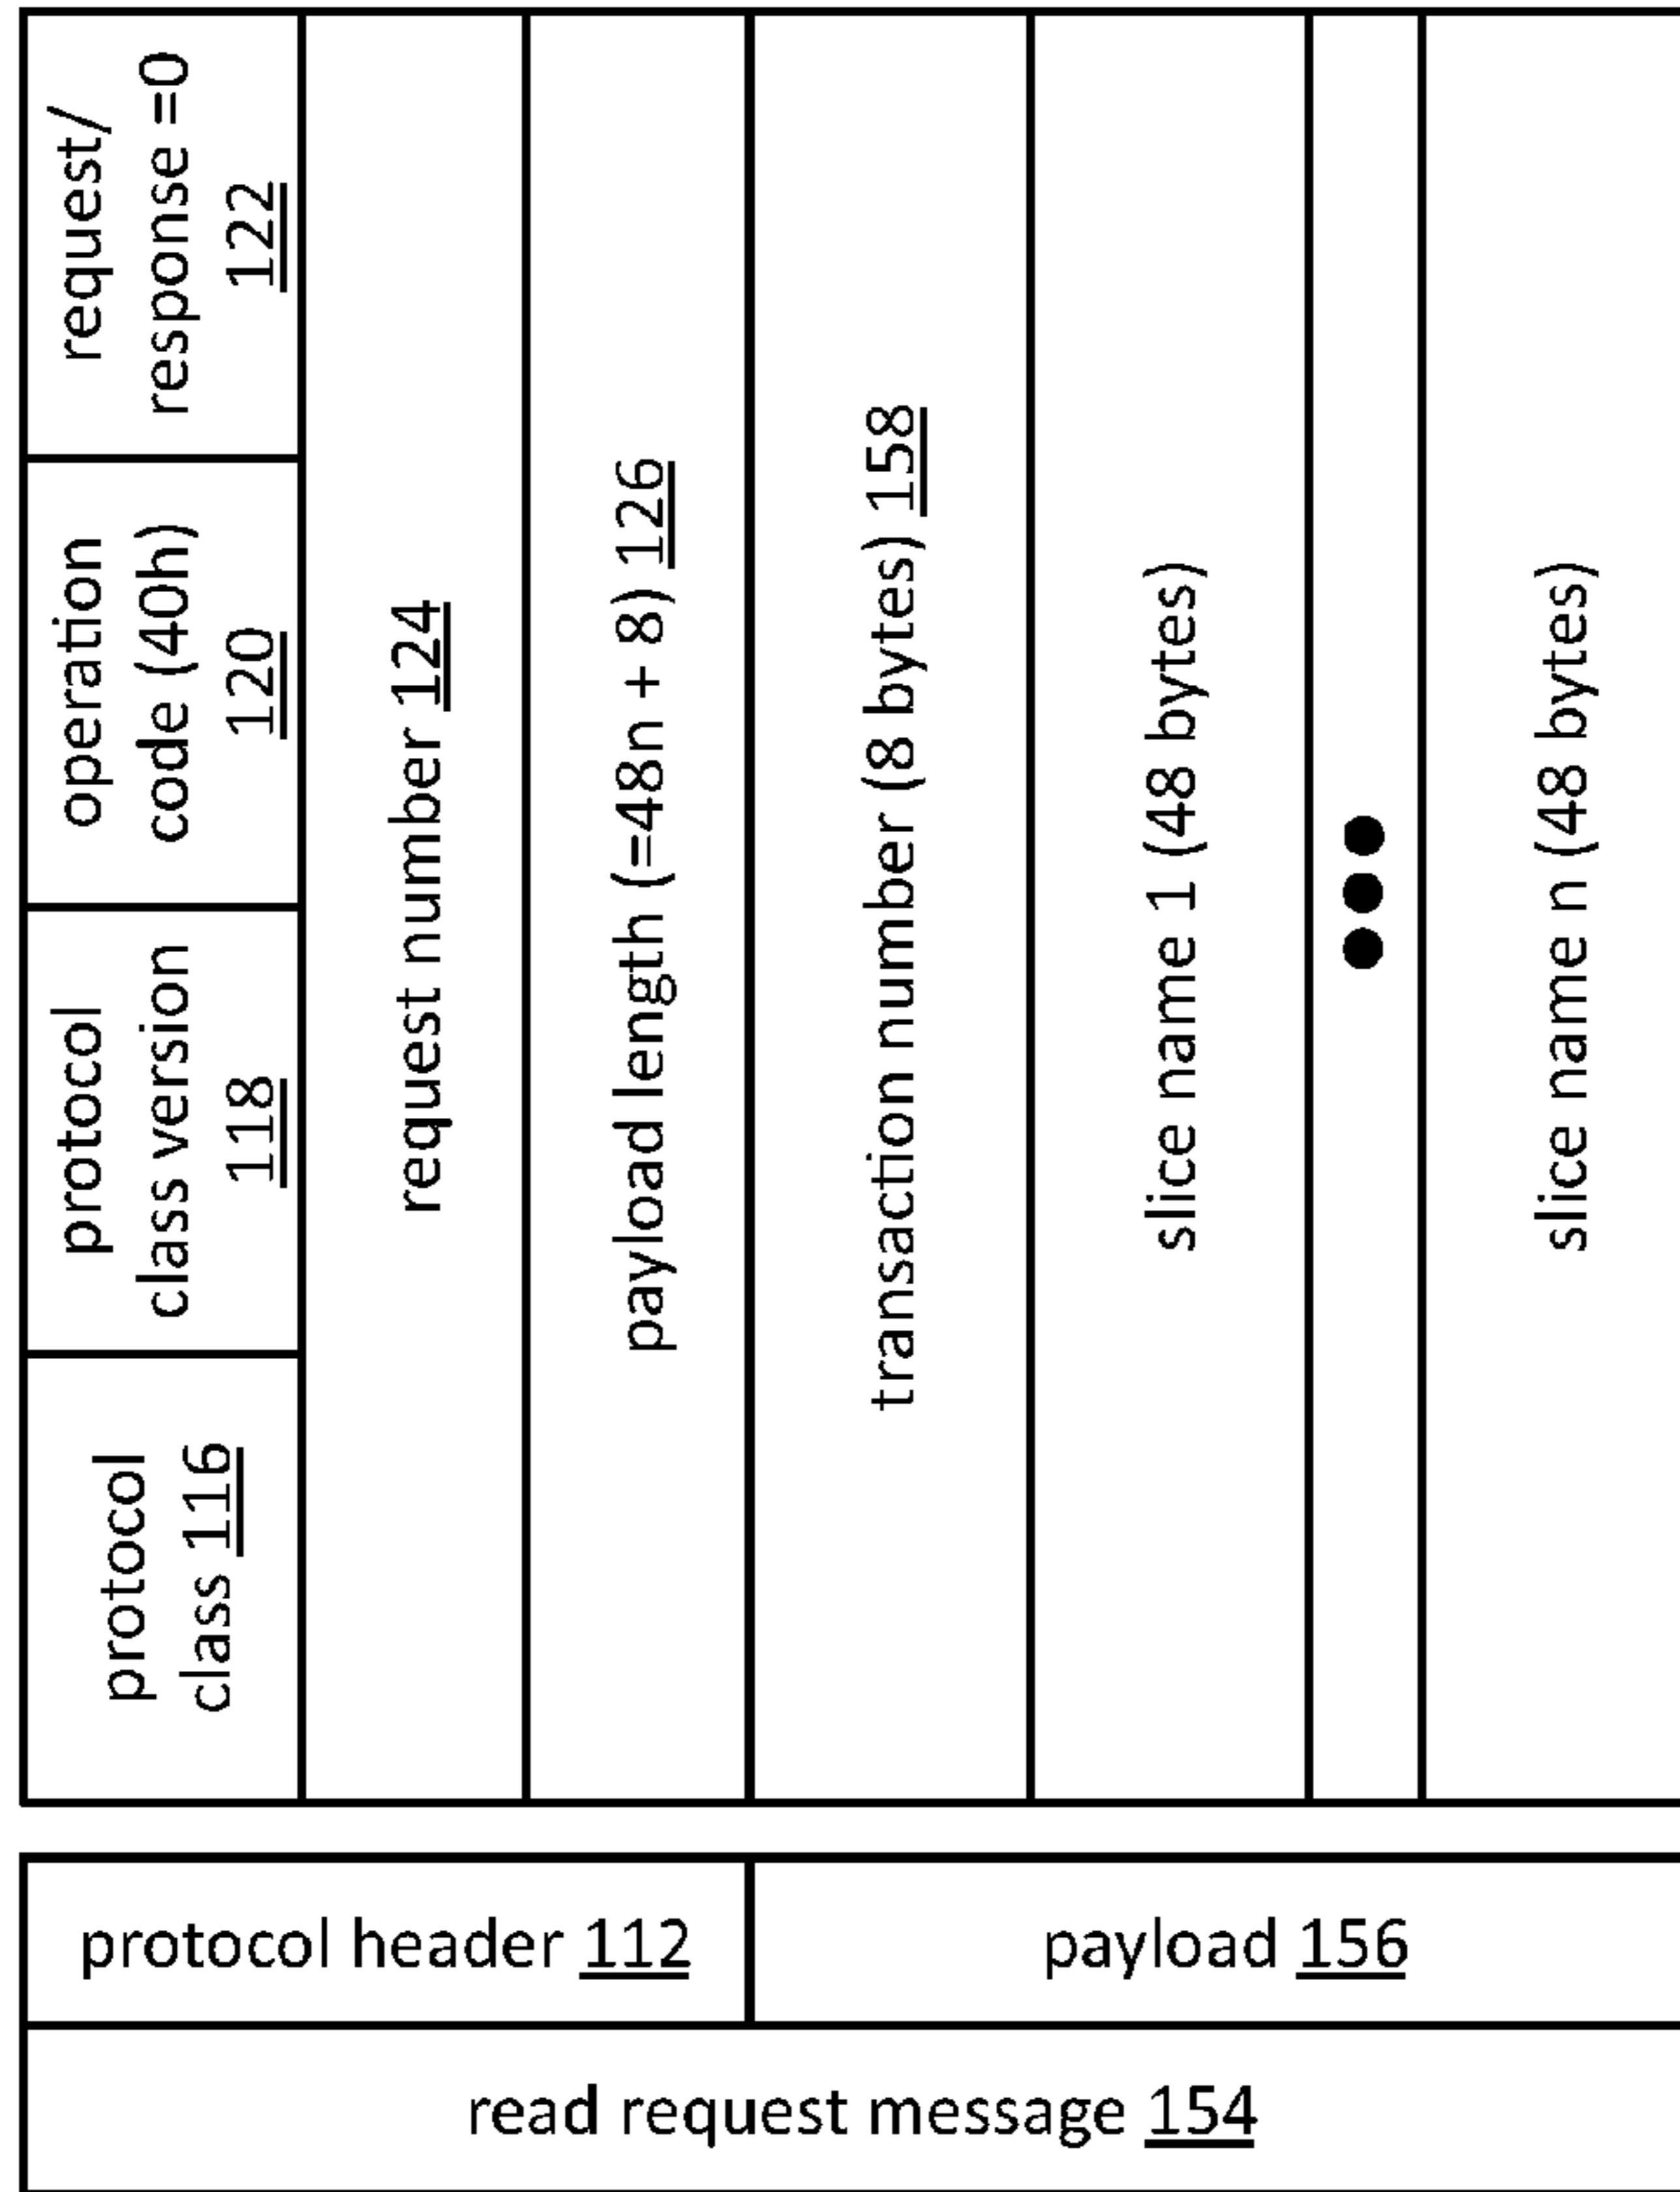 protocol
class 116
protocol
class version
118
operation
code (40h)
120
request/
response =0
122
request number 124
payload length (=48n + 8) 126
transaction number (8 bytes) 158
slice name 1 (48 bytes)
slice name n (48 bytes)
protocol header 112
payload 156
read request message 154